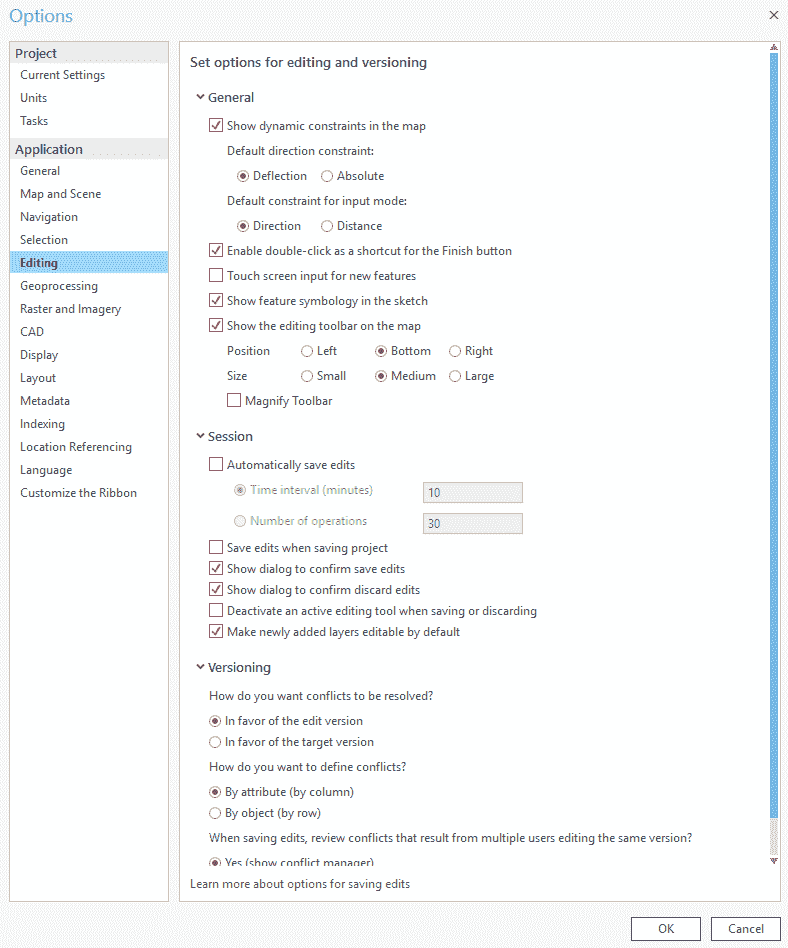 Options
Project
Current Settings
Units
Tasks
Application
General
Map and Scene
Navigation
Selection
Editing
Geoprocessing
Raster and Imagery
CAD
Display
Layout
Metadata
Indexing
Location Referencing
Language
Customize the Ribbon
Set options for editing and versioning
General
Show dynamic constraints in the map
Default direction constraint:
Deflection Absolute
Default constraint for input mode:
Direction Distance
Enable double-click as a shortcut for the Finish button
Touch screen input for new features
Show feature symbology in the sketch
Show the editing toolbar on the map
Position Left Bottom Right
Size Small Medium Large
Magnify Toolbar
Session
Automatically save edits
Time interval (minutes) 10
Number of operations 30
Save edits when saving project
Show dialog to confirm save edits
Show dialog to confirm discard edits
Deactivate an active editing tool when saving or discarding
Make newly added layers editable by default
Versioning
How do you want conflicts to be resolved?
In favor of the edit version
In favor of the target version
How do you want to define conflicts?
By attribute (by column)
By object (by row)
When saving edits, review conflicts that result from multiple users editing the same version?
Yes (show conflict manager)
Learn more about options for saving edits
OK Cancel